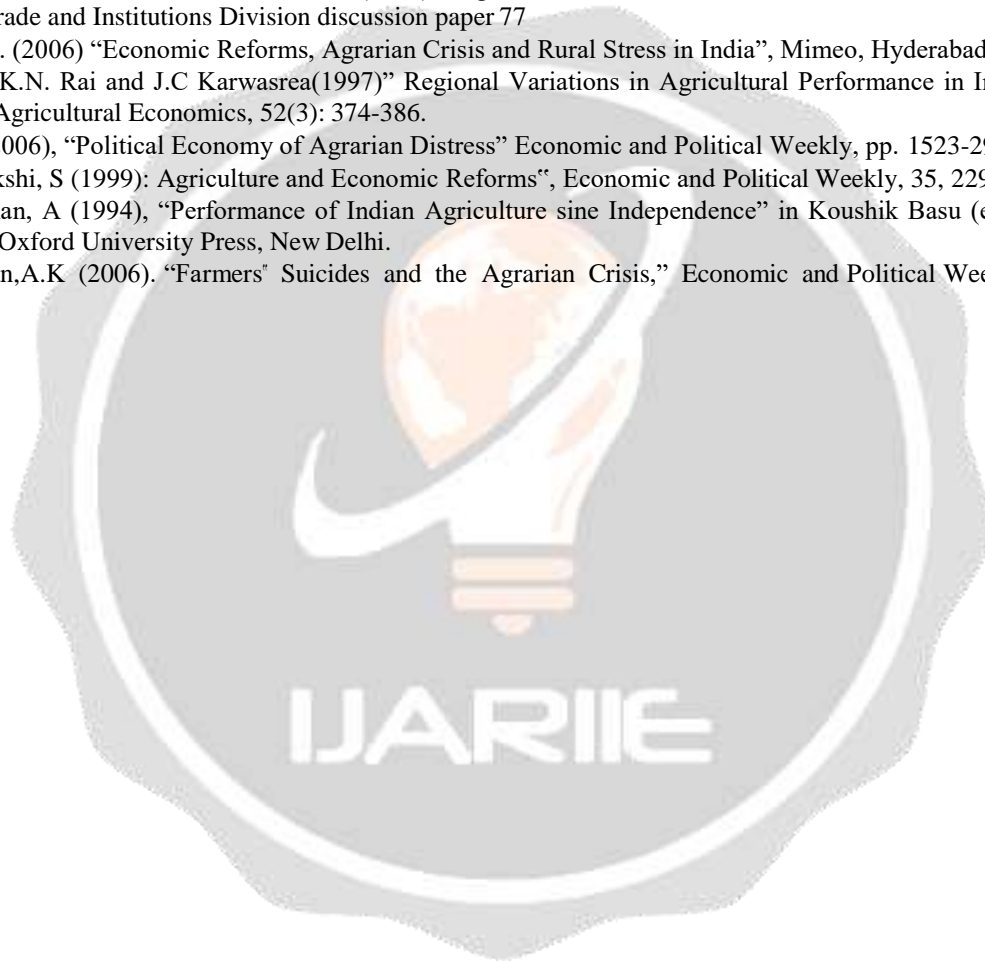 rade and Institutions Division discussion paper 77
. (2006) “Economic Reforms, Agrarian Crisis and Rural Stress in India”, Mimeo, Hyderabad
K.N. Rai and J.C Karwasrea(1997)” Regional Variations in Agricultural Performance in In
Agricultural Economics, 52(3): 374-386.
2006), “Political Economy of Agrarian Distress” Economic and Political Weekly, pp. 1523-29
kshi, S (1999): Agriculture and Economic Reforms‟, Economic and Political Weekly, 35, 229
an, A (1994), “Performance of Indian Agriculture sine Independence” in Koushik Basu (e
Oxford University Press, New Delhi.
n,A.K (2006). “Farmers‟ Suicides and the Agrarian Crisis,” Economic and Political Wee
IJARIIE